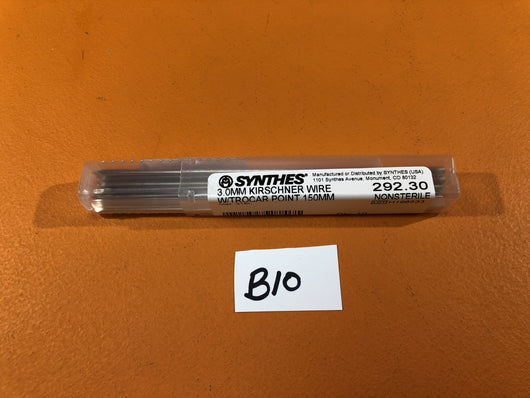 SYNTHES®
3.0MM KIRSCHNER WIRE
W/TROCAR POINT 150MM
Manufactured or Distributed by SYNTHES (USA)
1101 Synthes Avenue, Monument, CO 80132
292.30
NONSTERILE
B10